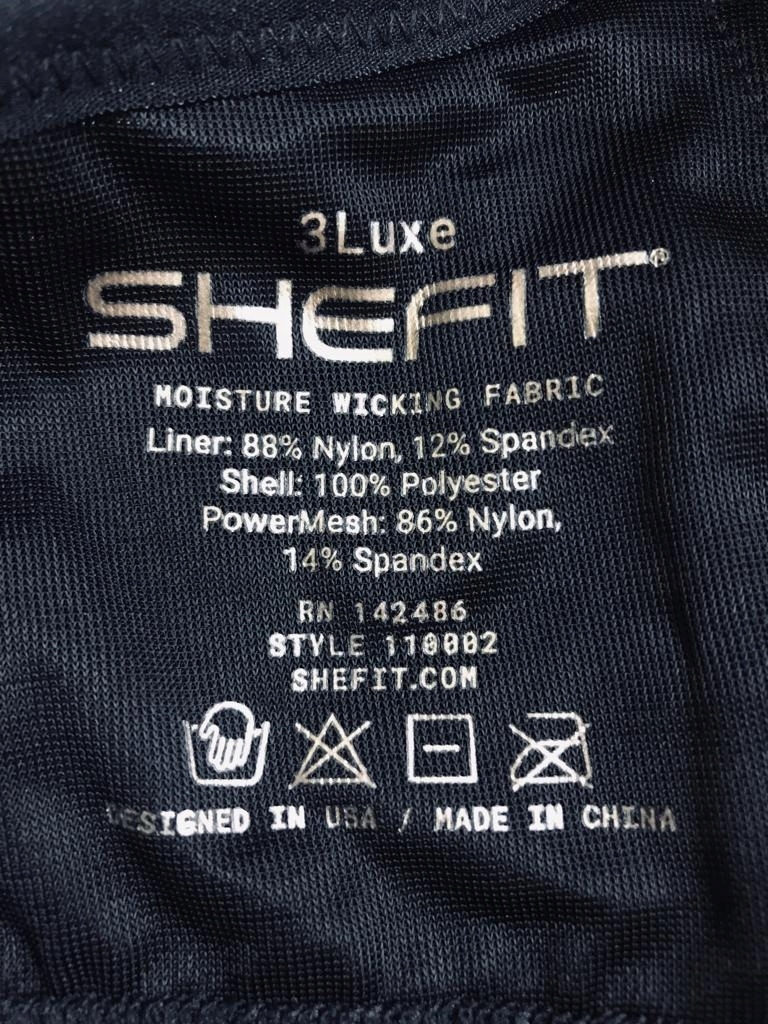 3Luxe
SHEFIT®
MOISTURE WICKING FABRIC
Liner: 88% Nylon, 12% Spandex
Shell: 100% Polyester
PowerMesh: 86% Nylon,
14% Spandex
RN 142486
STYLE 110002
SHEFIT.COM
DESIGNED IN USA / MADE IN CHINA